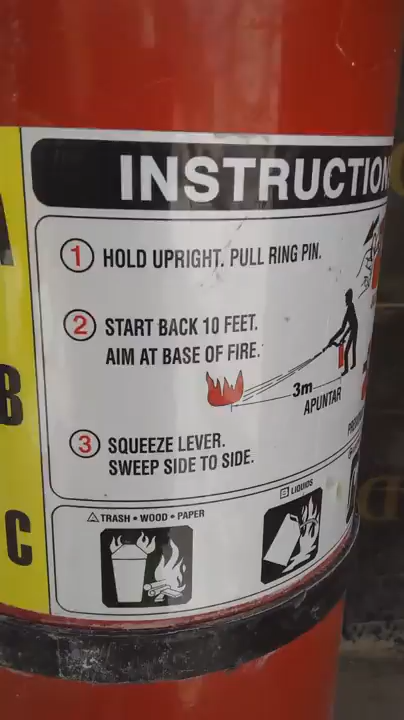 INSTRUCTION
1 HOLD UPRIGHT. PULL RING PIN.
2 START BACK 10 FEET.
AIM AT BASE OF FIRE.
3m
APUNTAR
3 SQUEEZE LEVER.
SWEEP SIDE TO SIDE.
A TRASH • WOOD • PAPER
B LIQUIDS
A
B
C